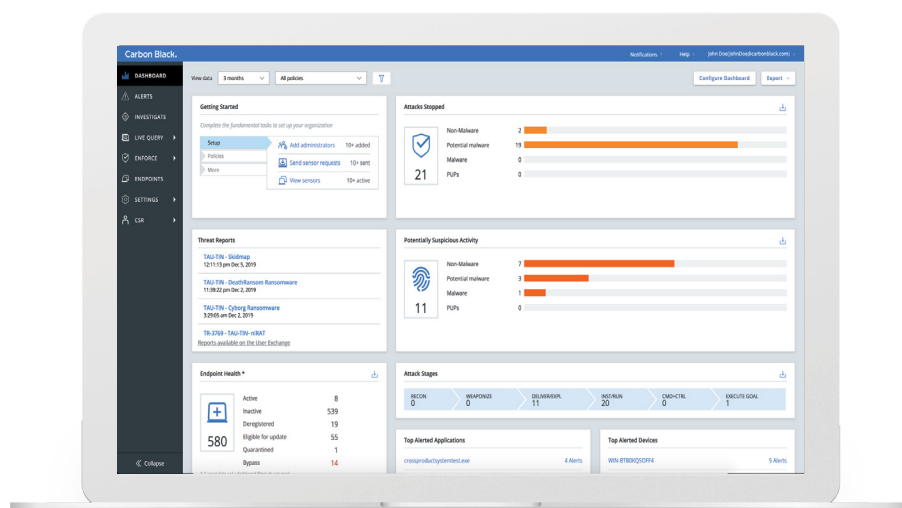 Carbon Black.
Notifications
Help
John Doe(JohnDoe@carbonblack.com)
DASHBOARD
ALERTS
INVESTIGATE
LIVE QUERY
ENFORCE
ENDPOINTS
SETTINGS
CSR
Collapse
View data 3 months All policies
Configure Dashboard Export
Getting Started
Complete the fundamental tasks to set up your organization
Setup
Policies
More
Add administrators 10+ added
Send sensor requests 10+ sent
View sensors 10+ active
Attacks Stopped
21
Non-Malware 2
Potential malware 19
Malware 0
PUPs 0
Threat Reports
TAU-TIN - Skidmap
12:11:13 pm Dec 5, 2019
TAU-TIN - DeathRansom Ransomware
11:39:22 pm Dec 2, 2019
TAU-TIN - Cyborg Ransomware
3:29:05 am Dec 2, 2019
TR-3769 - TAU-TIN- niRAT
Reports available on the User Exchange
Potentially Suspicious Activity
11
Non-Malware 7
Potential malware 3
Malware 1
PUPs 0
Endpoint Health *
580
Active 8
Inactive 539
Deregistered 19
Eligible for update 55
Quarantined 1
Bypass 14
Attack Stages
RECON
0
WEAPONIZE
0
DELIVER/EXPL
11
INST/RUN
20
CMD+CTRL
0
EXECUTE GOAL
1
Top Alerted Applications
crossproductsystemtest.exe 4 Alerts
Top Alerted Devices
5 Alerts